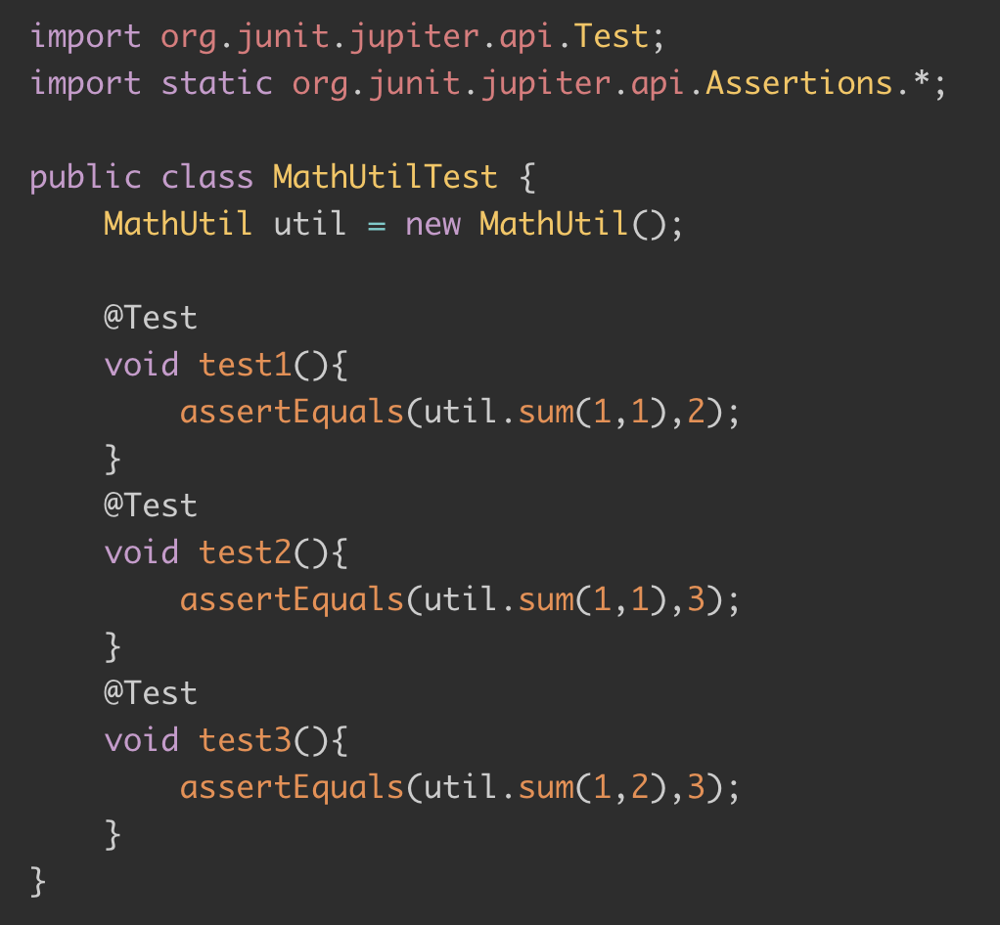 import org.junit.jupiter.api.Test;
import static org.junit.jupiter.api.Assertions.*;

public class MathUtilTest {
    MathUtil util = new MathUtil();

    @Test
    void test1(){
        assertEquals(util.sum(1,1),2);
    }
    @Test
    void test2(){
        assertEquals(util.sum(1,1),3);
    }
    @Test
    void test3(){
        assertEquals(util.sum(1,2),3);
    }
}